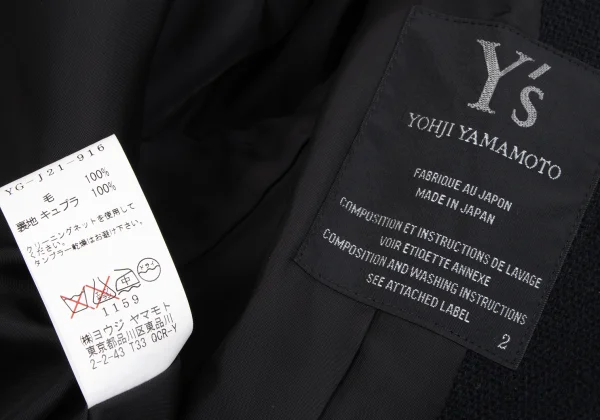 YG-J21-916
毛 100%
裏地 キュプラ 100%
クリーニングネットを使用して
ください。
タンブラー乾燥はお避け下さい。
中
1159
㈱ヨウジ ヤマモト
東京都品川区東品川
2-2-43 T33 QCR-Y
Y's
YOHJI YAMAMOTO
FABRIQUE AU JAPON
MADE IN JAPAN
COMPOSITION ET INSTRUCTIONS DE LAVAGE
VOIR ETIQUETTE ANNEXE
COMPOSITION AND WASHING INSTRUCTIONS
SEE ATTACHED LABEL
2